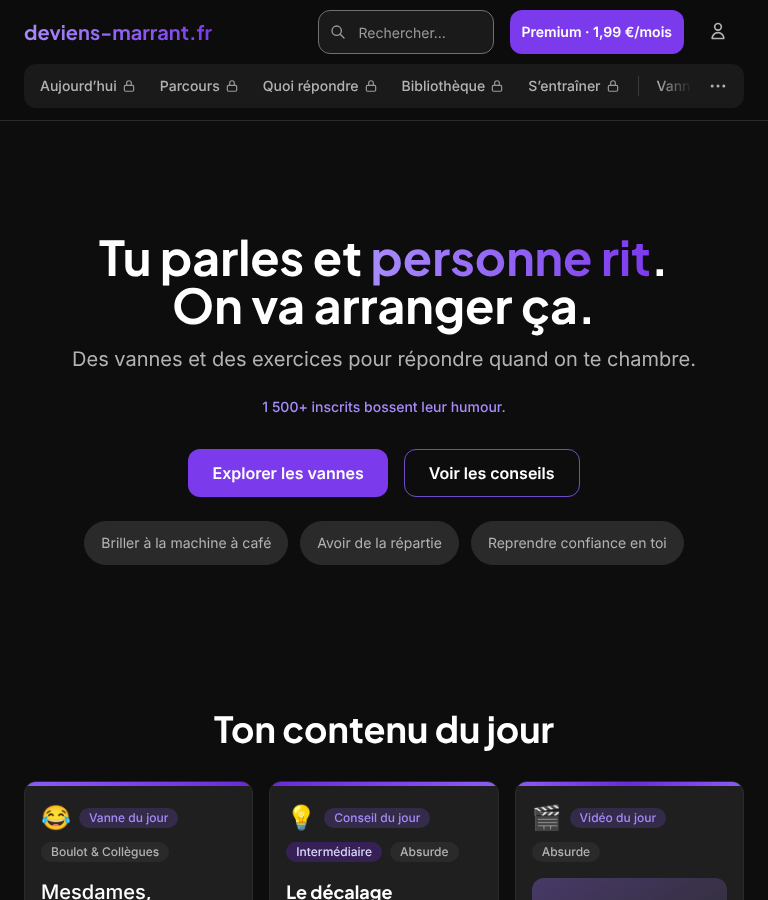 deviens-marrant.fr
Rechercher...
Premium · 1,99 €/mois
Aujourd’hui
Parcours
Quoi répondre
Bibliothèque
S’entraîner
Tu parles et personne rit.
On va arranger ça.
Des vannes et des exercices pour répondre quand on te chambre.
1 500+ inscrits bossent leur humour.
Explorer les vannes
Voir les conseils
Briller à la machine à café
Avoir de la répartie
Reprendre confiance en toi
Ton contenu du jour
Vanne du jour
Boulot & Collègues
Mesdames,
Conseil du jour
Intermédiaire
Absurde
Le décalage
Vidéo du jour
Absurde